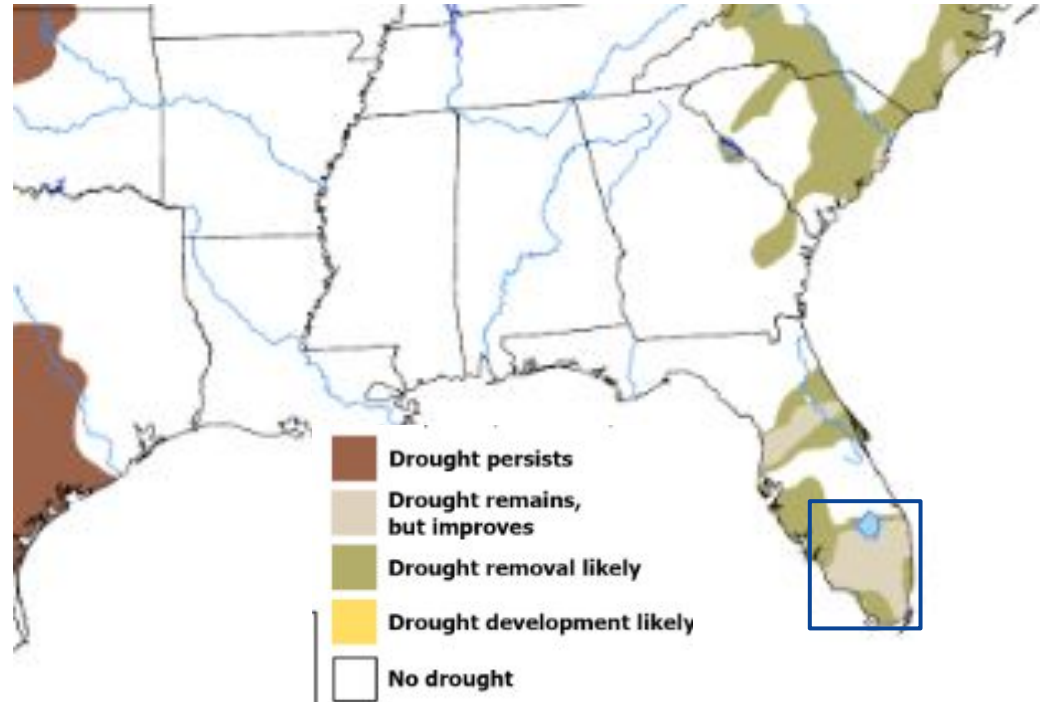 Drought persists
Drought remains,
but improves
Drought removal likely
Drought development likely
No drought